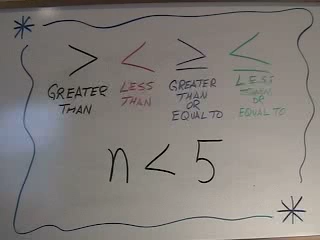 > < ≥ ≤
GREATER THAN
LESS THAN
GREATER THAN OR EQUAL TO
LESS THAN OR EQUAL TO
n < 5